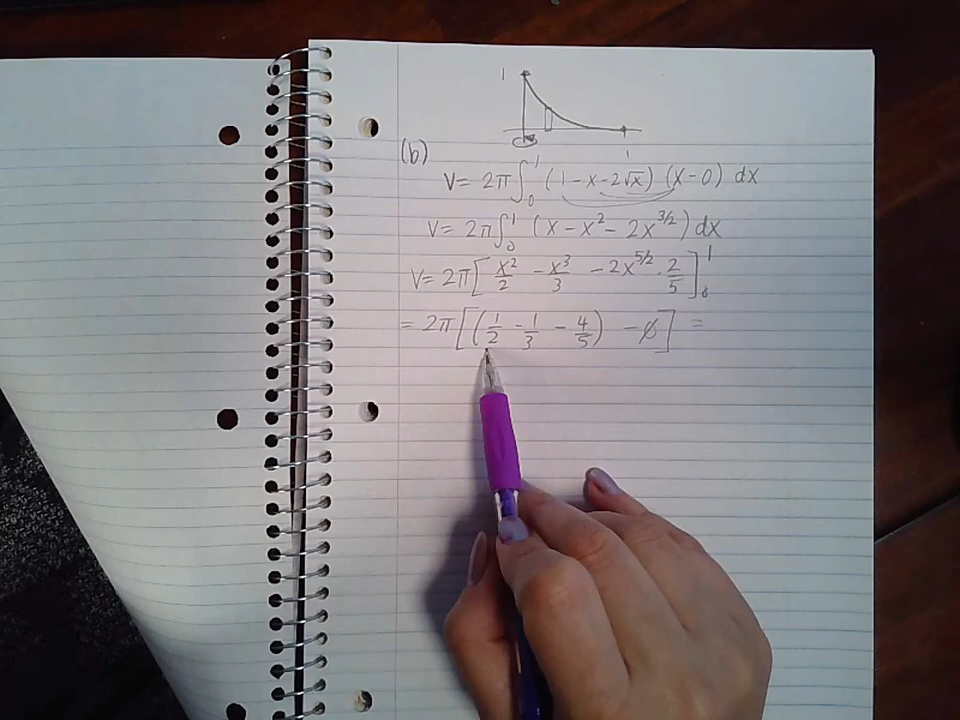 1
1
(b)
V = 2π ∫₀¹ (1 - x - 2√x) (x - 0) dx
V = 2π ∫₀¹ (x - x² - 2x^{3/2}) dx
V = 2π [ x²/2 - x³/3 - 2x^{5/2} · 2/5 ]₀¹
= 2π [ (1/2 - 1/3 - 4/5) - 0 ] =